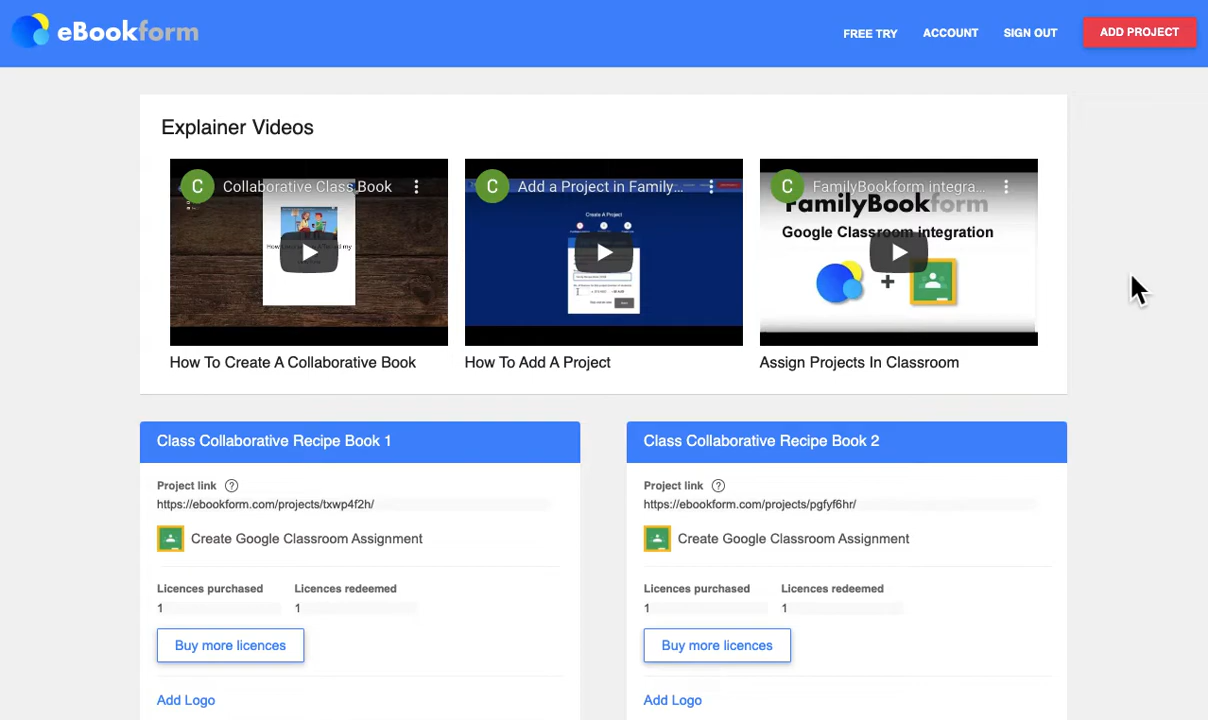 eBookform
FREE TRY
ACCOUNT
SIGN OUT
ADD PROJECT
Explainer Videos
C
Collaborative Class Book
C
Add a Project in Family...
Create A Project
C
FamilyBookform integra...
FamilyBookform
Google Classroom integration
+
How To Create A Collaborative Book
How To Add A Project
Assign Projects In Classroom
Class Collaborative Recipe Book 1
Project link ?
https://ebookform.com/projects/txwp4f2h/
Create Google Classroom Assignment
Licences purchased
Licences redeemed
1
1
Buy more licences
Add Logo
Class Collaborative Recipe Book 2
Project link ?
https://ebookform.com/projects/pgfyf6hr/
Create Google Classroom Assignment
Licences purchased
Licences redeemed
1
1
Buy more licences
Add Logo